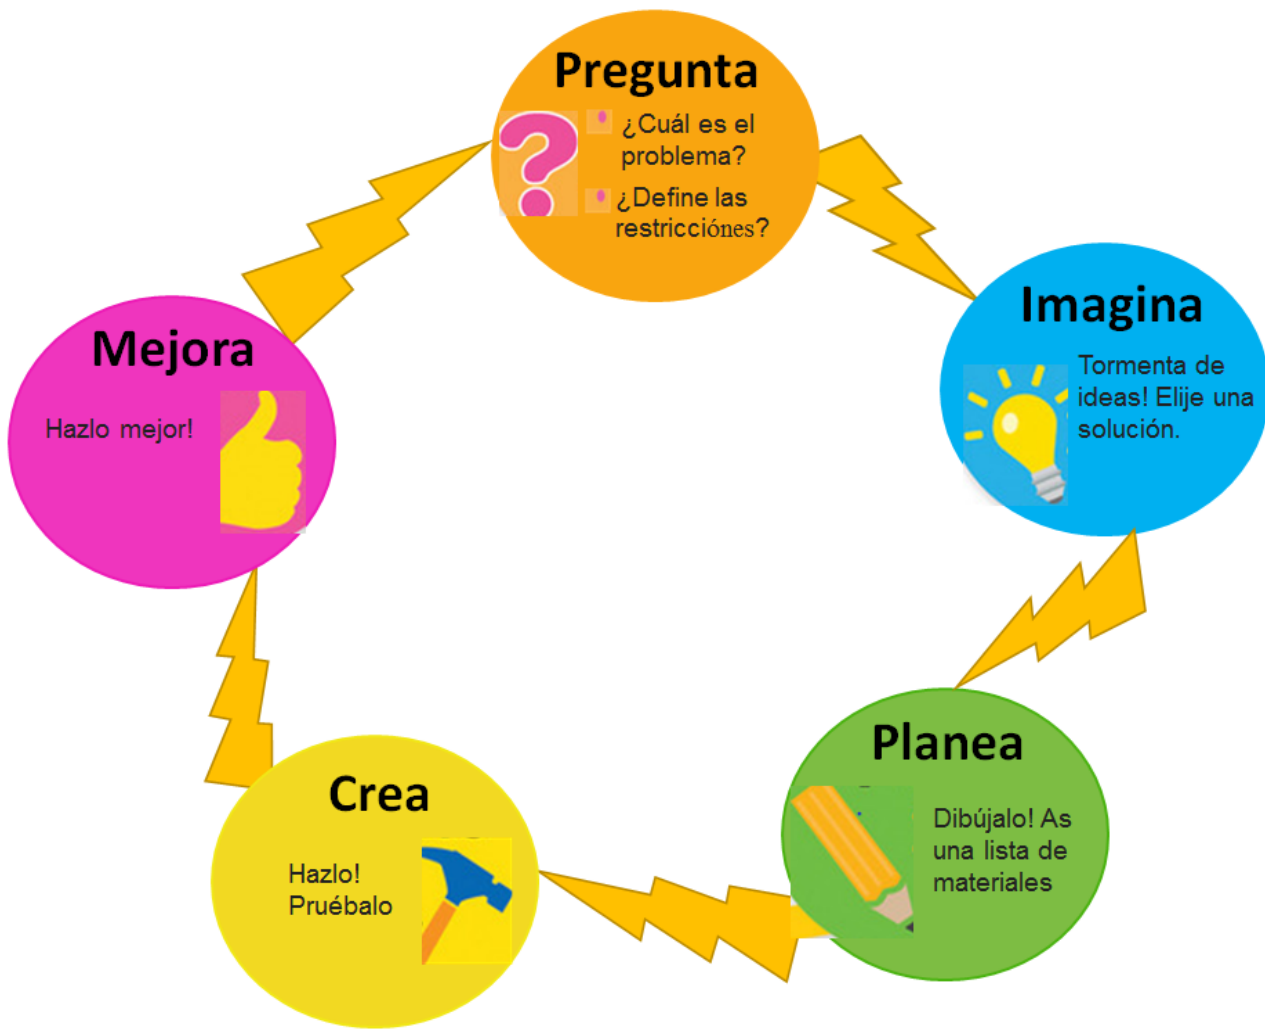 Pregunta
¿Cuál es el
problema?
¿Define las
restricciónes?
Imagina
Tormenta de
ideas! Elije una
solución.
Planea
Dibújalo! As
una lista de
materiales
Crea
Hazlo!
Pruébalo
Mejora
Hazlo mejor!